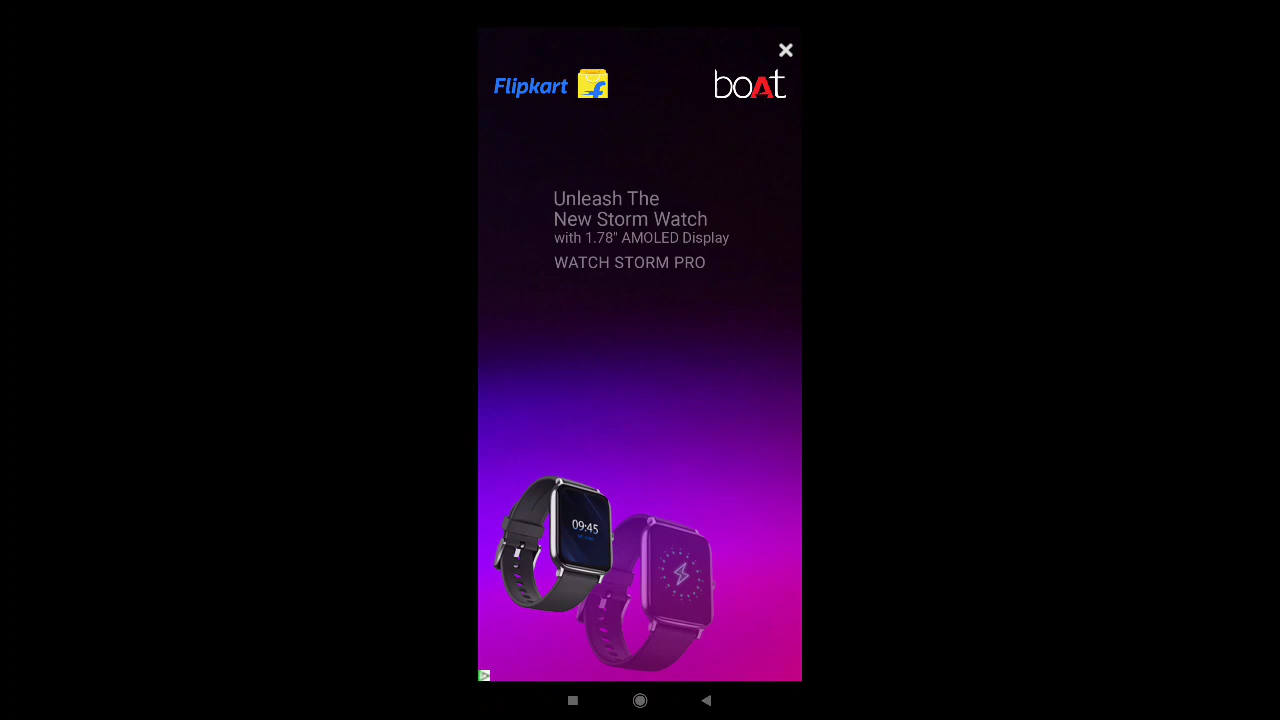 Flipkart
boAt
Unleash The
New Storm Watch
with 1.78" AMOLED Display
WATCH STORM PRO
09:45